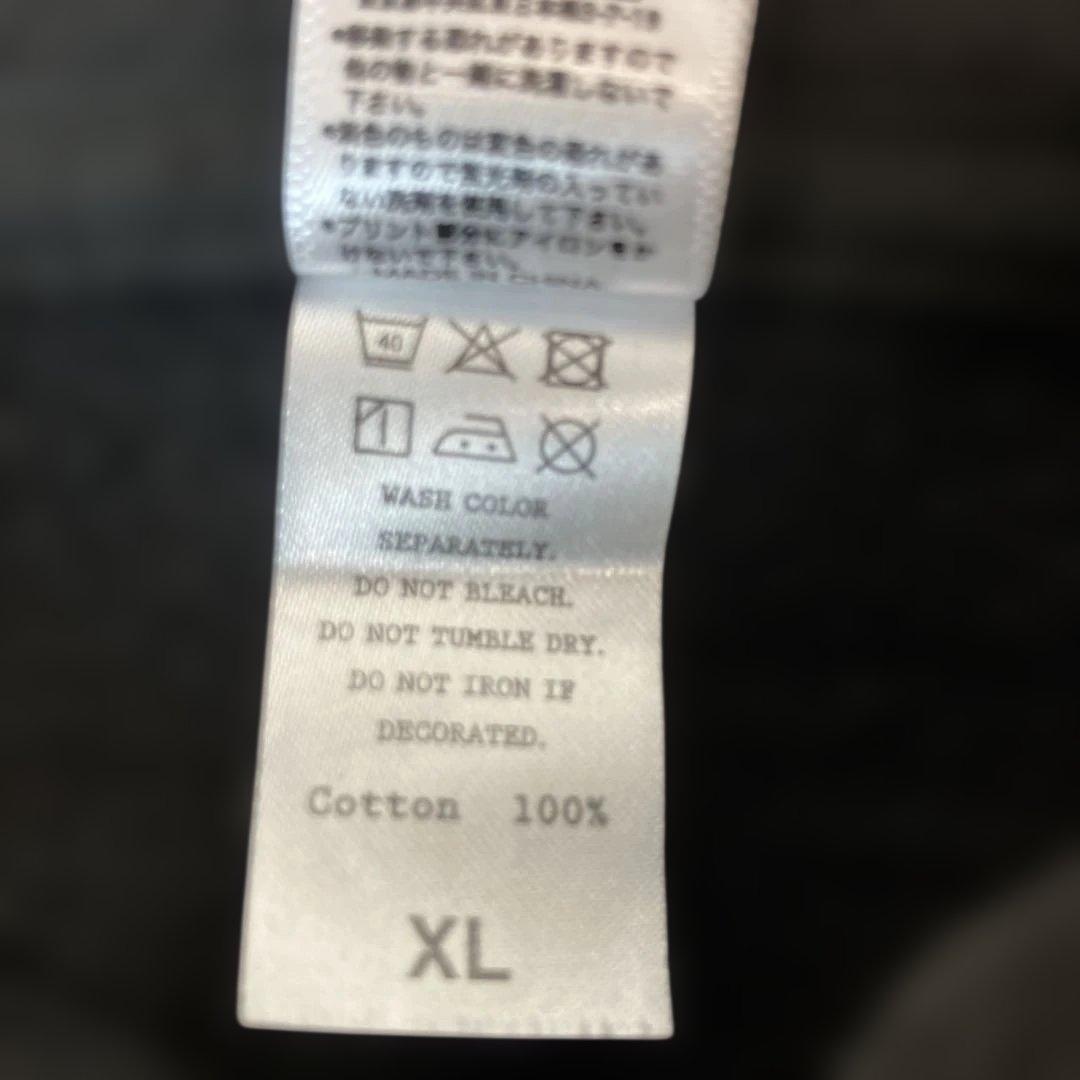 *移染する恐れがありますので
他の物と一緒に洗濯しないで
下さい。
*淡色のものは変色の恐れがあ
りますので蛍光剤の入ってい
ない洗剤を使用して下さい。
*プリント部分にアイロンをか
けないで下さい。
MADE IN CHINA
40
WASH COLOR
SEPARATELY.
DO NOT BLEACH.
DO NOT TUMBLE DRY.
DO NOT IRON IF
DECORATED.
Cotton 100%
XL